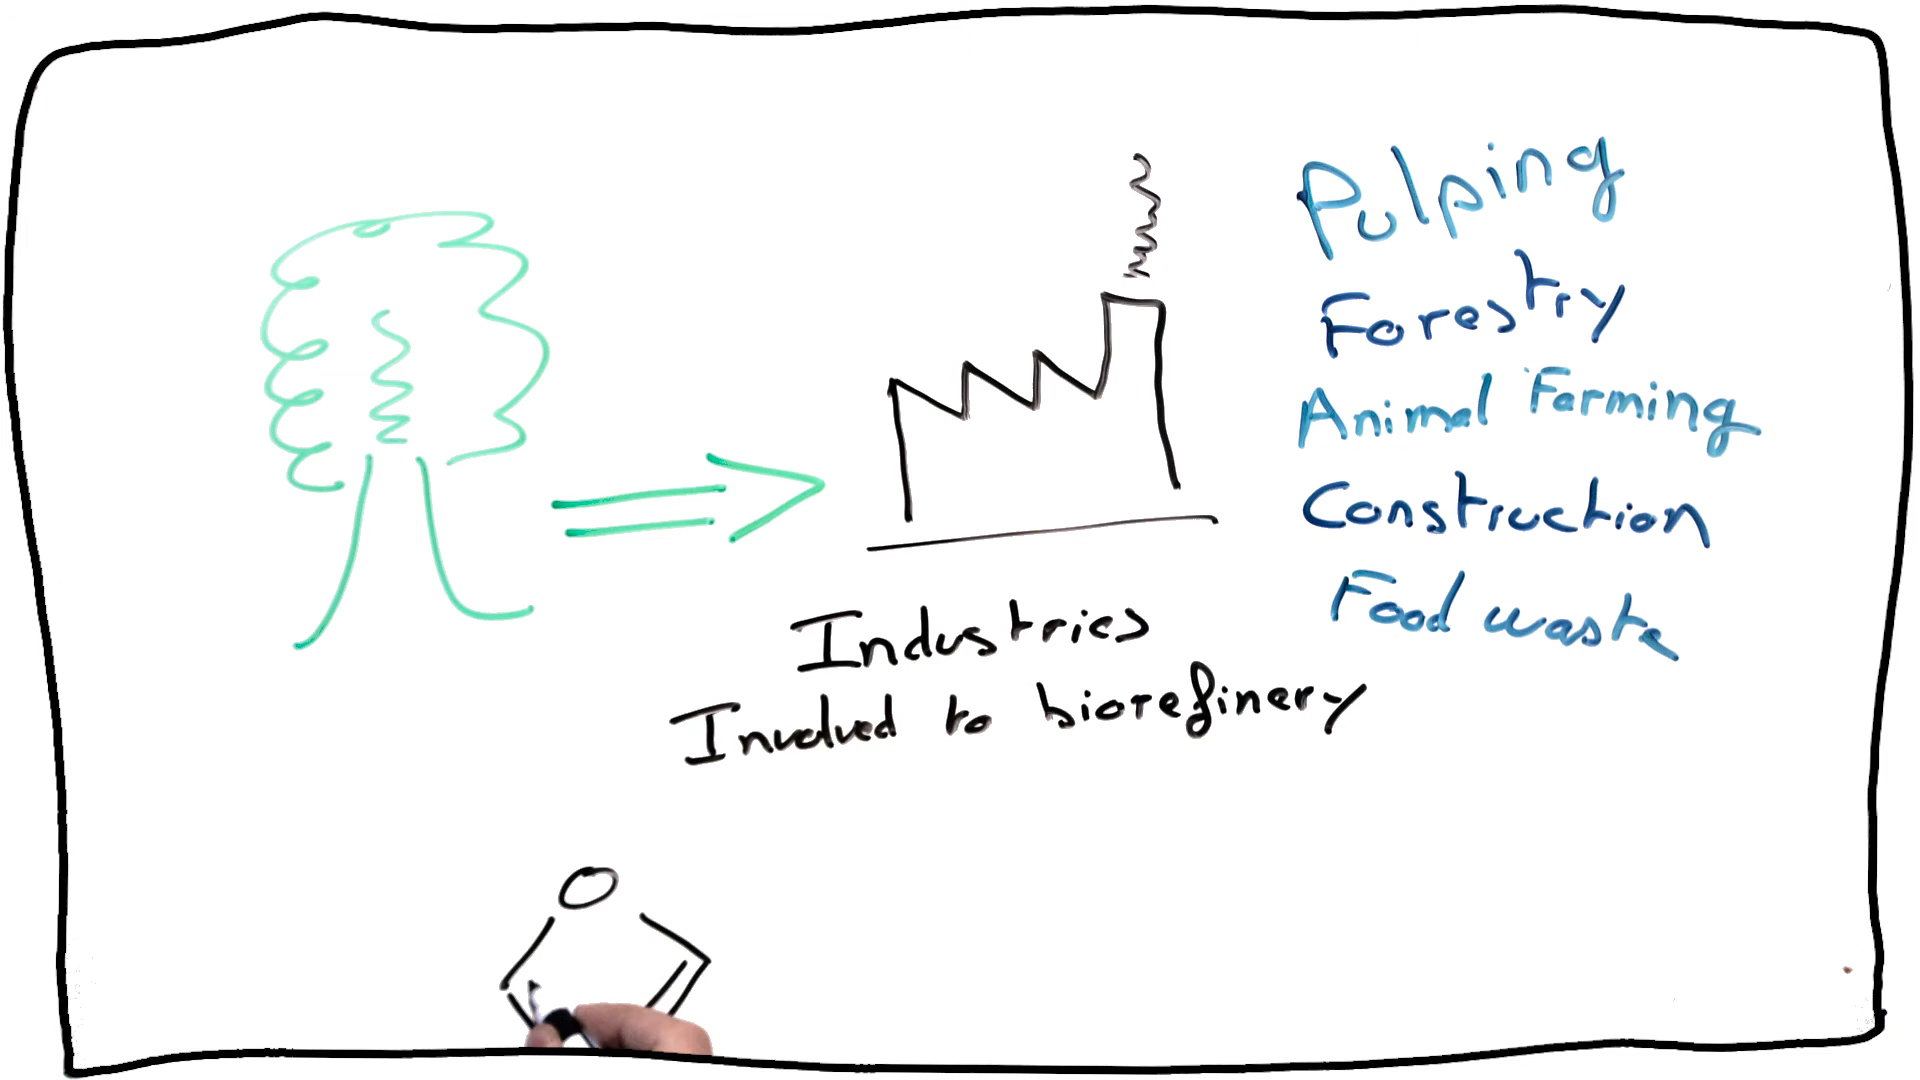 Pulping
Forestry
Animal Farming
Construction
Food waste
Industries
Involved to biorefinery
O